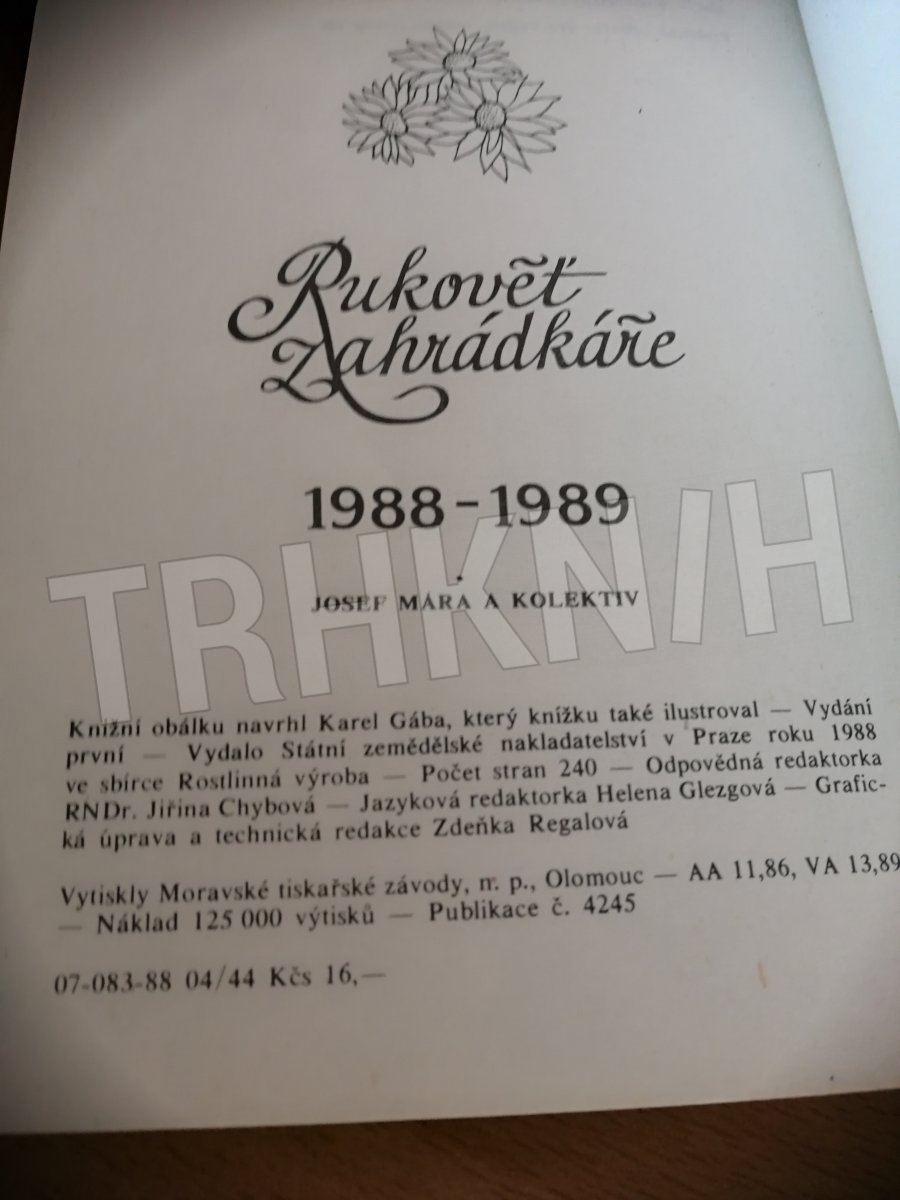 Rukověť
Zahrádkáře
1988-1989
JOSEF MÁRA A KOLEKTIV
TRHKN/H
Knižní obálku navrhl Karel Gába, který knížku také ilustroval — Vydání
první — Vydalo Státní zemědělské nakladatelství v Praze roku 1988
ve sbírce Rostlinná výroba — Počet stran 240 — Odpovědná redaktorka
RNDr. Jiřina Chybová — Jazyková redaktorka Helena Glezgová — Grafic-
ká úprava a technická redakce Zdeňka Regalová
Vytiskly Moravské tiskařské závody, n. p., Olomouc — AA 11,86, VA 13,89
— Náklad 125 000 výtisků — Publikace č. 4245
07-083-88 04/44 Kčs 16,—